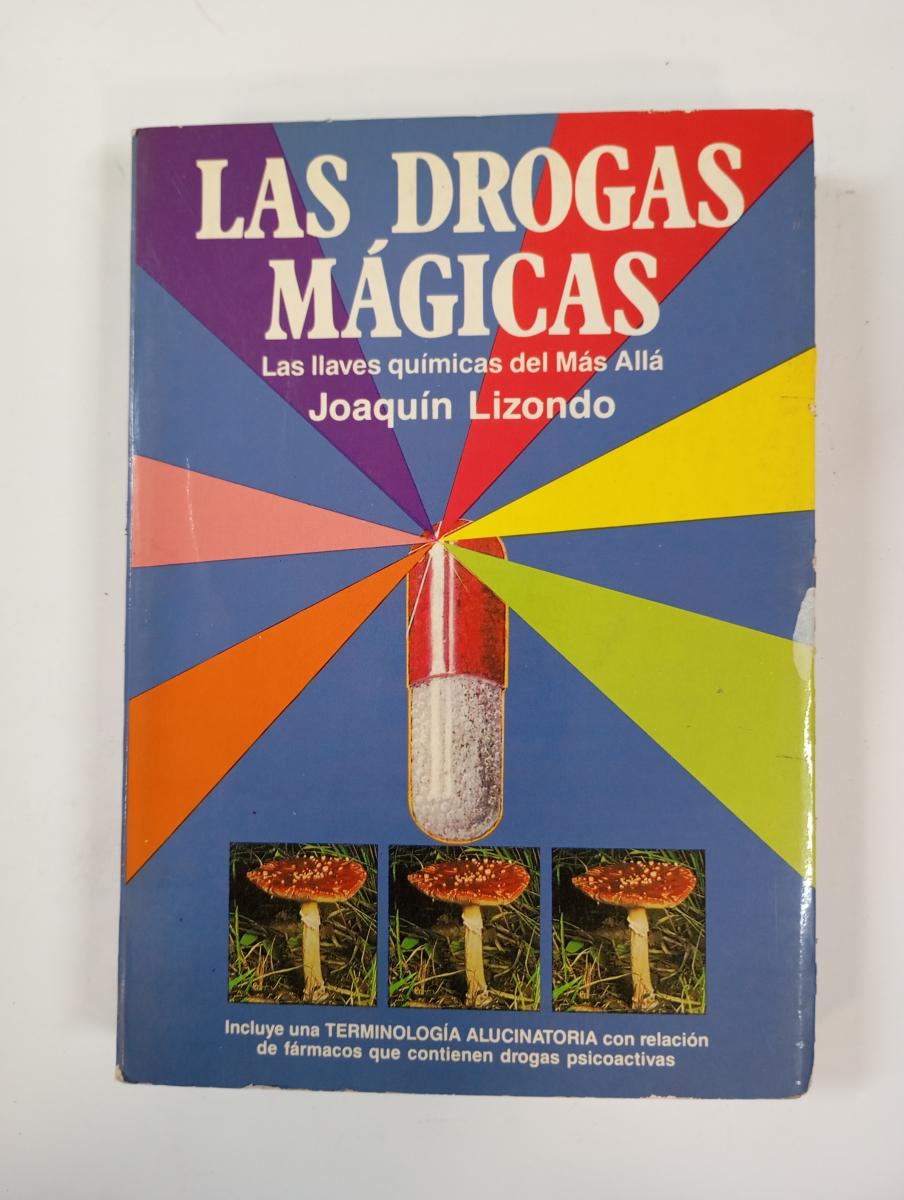 LAS DROGAS
MÁGICAS
Las llaves químicas del Más Allá
Joaquín Lizondo
Incluye una TERMINOLOGÍA ALUCINATORIA con relación
de fármacos que contienen drogas psicoactivas